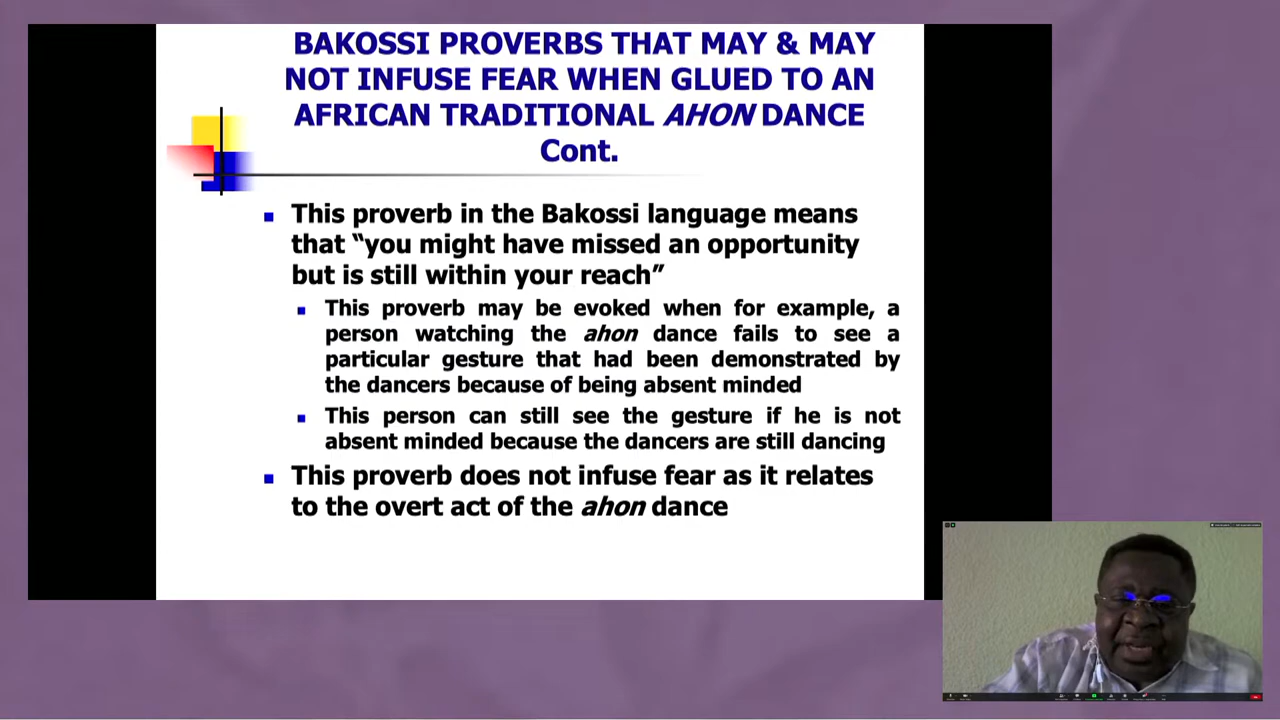 BAKOSSI PROVERBS THAT MAY & MAY
NOT INFUSE FEAR WHEN GLUED TO AN
AFRICAN TRADITIONAL AHON DANCE
Cont.
This proverb in the Bakossi language means
that “you might have missed an opportunity
but is still within your reach”
This proverb may be evoked when for example, a
person watching the ahon dance fails to see a
particular gesture that had been demonstrated by
the dancers because of being absent minded
This person can still see the gesture if he is not
absent minded because the dancers are still dancing
This proverb does not infuse fear as it relates
to the overt act of the ahon dance